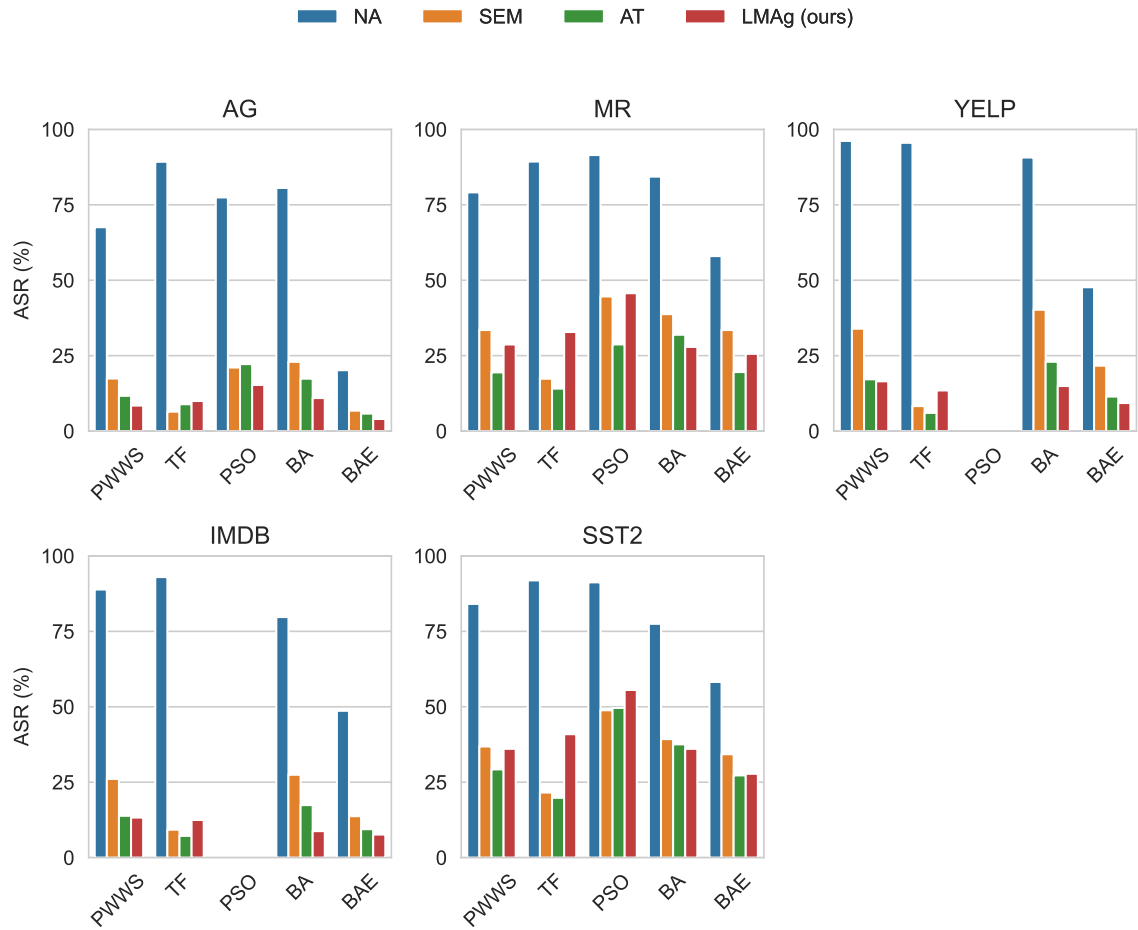 NA SEM AT LMAg (ours)
AG MR YELP
100 100 100
75 75 75
50 50 50
25 25 25
0 0 0
ASR (%)
PWWS TF PSO BA BAE PWWS TF PSO BA BAE PWWS TF PSO BA BAE
IMDB SST2
100 100
75 75
50 50
25 25
0 0
ASR (%)
PWWS TF PSO BA BAE PWWS TF PSO BA BAE